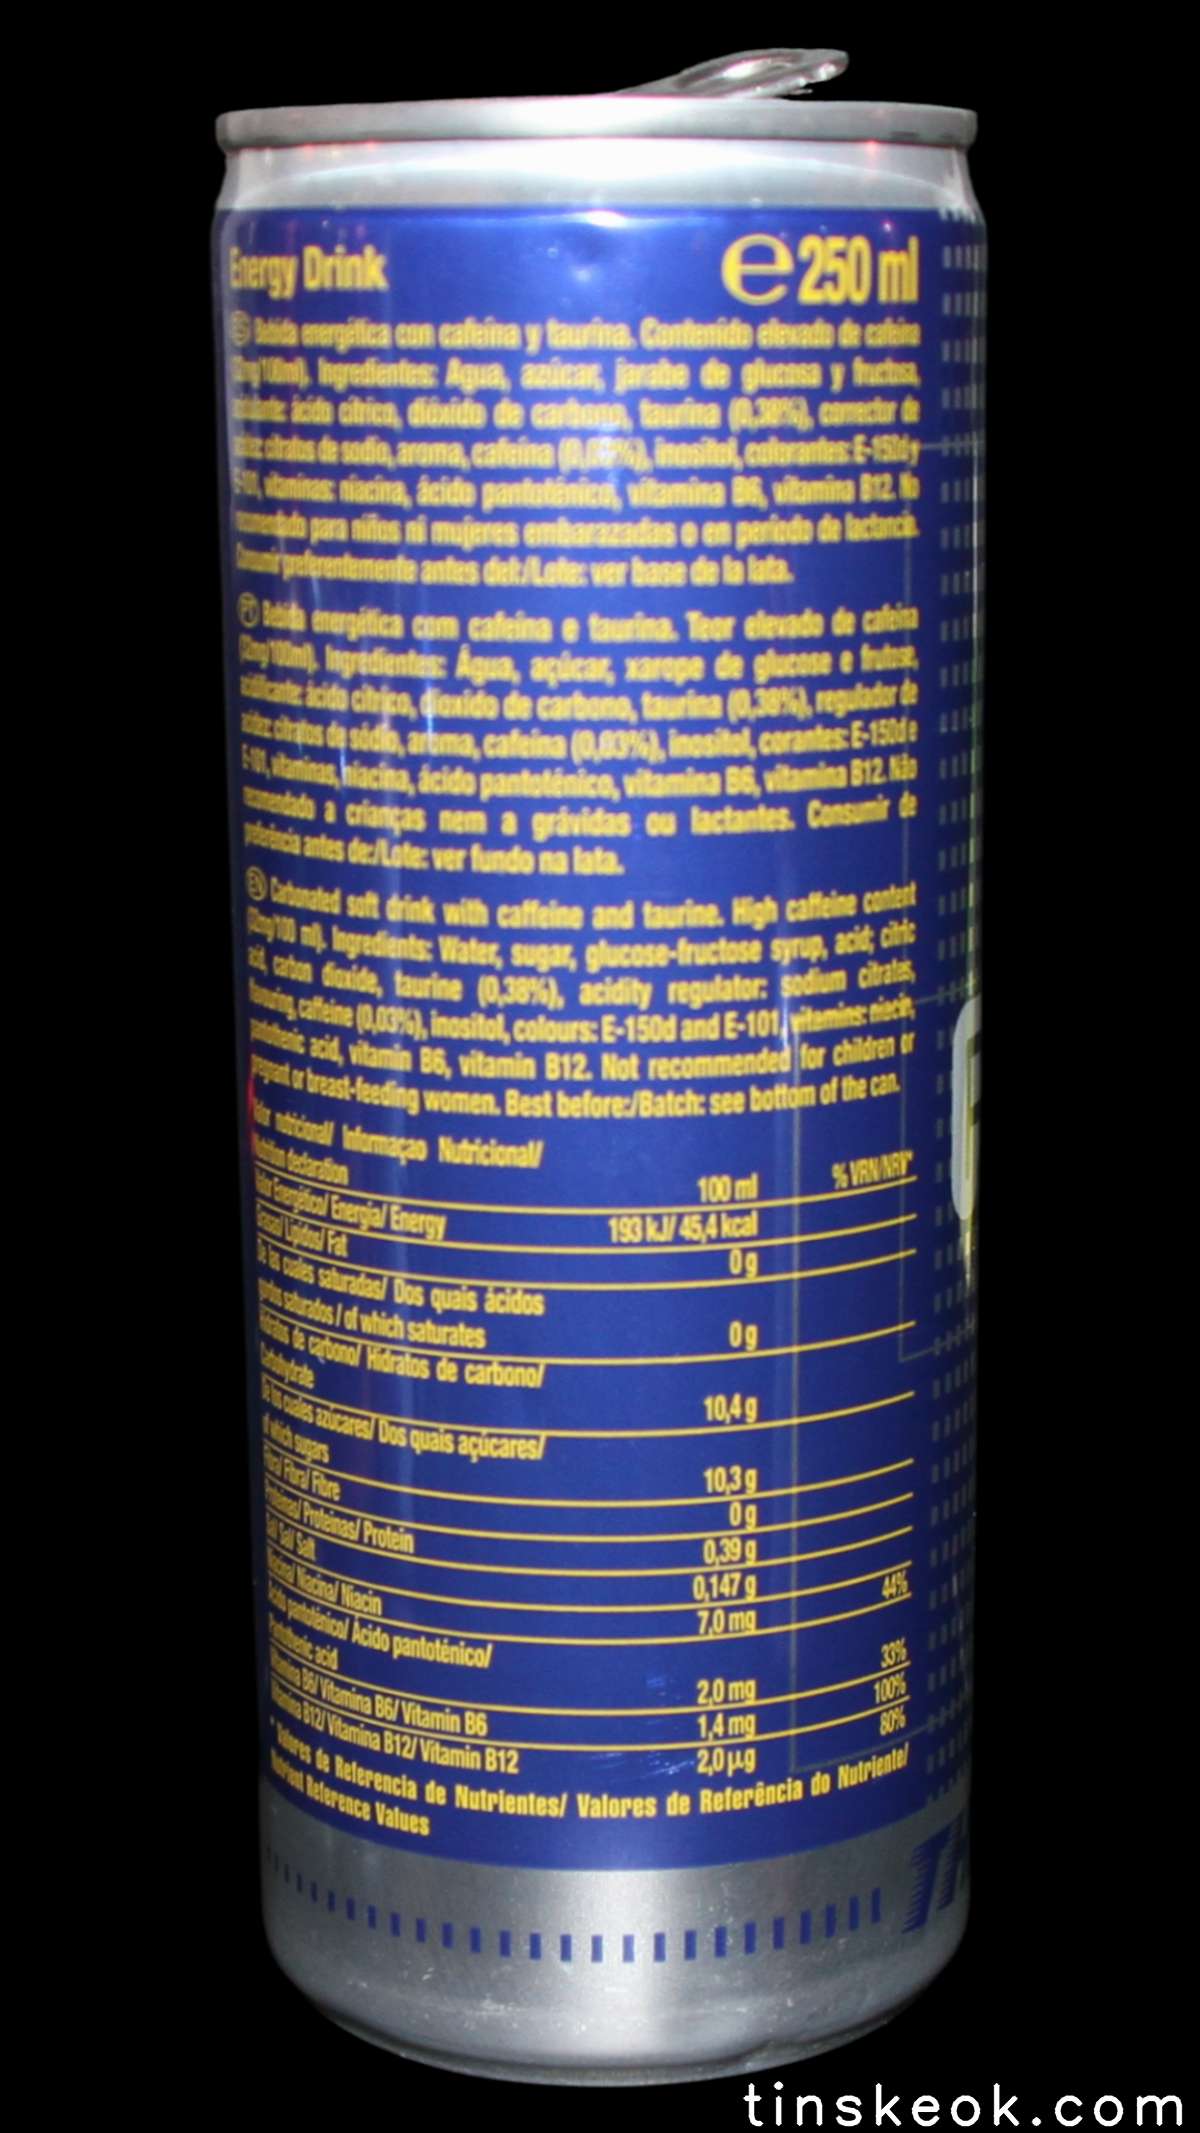 Energy Drink
e 250 ml
ES Bebida energética con cafeína y taurina. Contenido elevado de cafeína
(32mg/100ml). Ingredientes: Agua, azúcar, jarabe de glucosa y fructosa,
acidulante: ácido cítrico, dióxido de carbono, taurina (0,38%), corrector de
acidez: citratos de sodio, aroma, cafeína (0,03%), inositol, colorantes: E-150d y
E-101, vitaminas: niacina, ácido pantoténico, vitamina B6, vitamina B12. No
recomendado para niños ni mujeres embarazadas o en período de lactancia.
Consumir preferentemente antes del:/Lote: ver base de la lata.
PT Bebida energética com cafeína e taurina. Teor elevado de cafeína
(32mg/100ml). Ingredientes: Água, açúcar, xarope de glucose e frutose,
acidificante: ácido cítrico, dioxido de carbono, taurina (0,38%), regulador de
acidez: citratos de sódio, aroma, cafeína (0,03%), inositol, corantes: E-150d e
E-101, vitaminas, niacina, ácido pantoténico, vitamina B6, vitamina B12. Não
recomendado a crianças nem a grávidas ou lactantes. Consumir de
preferência antes de:/Lote: ver fundo na lata.
EN Carbonated soft drink with caffeine and taurine. High caffeine content
(32mg/100 ml). Ingredients: Water, sugar, glucose-fructose syrup, acid; citric
acid, carbon dioxide, taurine (0,38%), acidity regulator: sodium citrates,
flavouring, caffeine (0,03%), inositol, colours: E-150d and E-101, vitamins: niacin,
pantothenic acid, vitamin B6, vitamin B12. Not recommended for children or
pregnant or breast-feeding women. Best before:/Batch: see bottom of the can.
Valor nutricional/ Informaçao Nutricional/
Nutrition declaration 100 ml % VRN/NRV*
Valor Energético/ Energia/ Energy 193 kJ/ 45,4 kcal
Grasas/ Lípidos/ Fat 0 g
De las cuales saturadas/ Dos quais ácidos
gordos saturados / of which saturates 0 g
Hidratos de carbono/ Hidratos de carbono/
Carbohydrate 10,4 g
De los cuales azúcares/ Dos quais açúcares/
of which sugars 10,3 g
Fibra/ Fibra/ Fibre 0 g
Proteínas/ Proteinas/ Protein 0,39 g
Sal/ Sal/ Salt 0,147 g
Niacina/ Niacina/ Niacin 7,0 mg 44%
Ácido pantoténico/ Ácido pantoténico/
Pantothenic acid 2,0 mg 33%
Vitamina B6/ Vitamina B6/ Vitamin B6 1,4 mg 100%
Vitamina B12/ Vitamina B12/ Vitamin B12 2,0 µg 80%
* Valores de Referencia de Nutrientes/ Valores de Referência do Nutriente/
Nutrient Reference Values
tinskeok.com